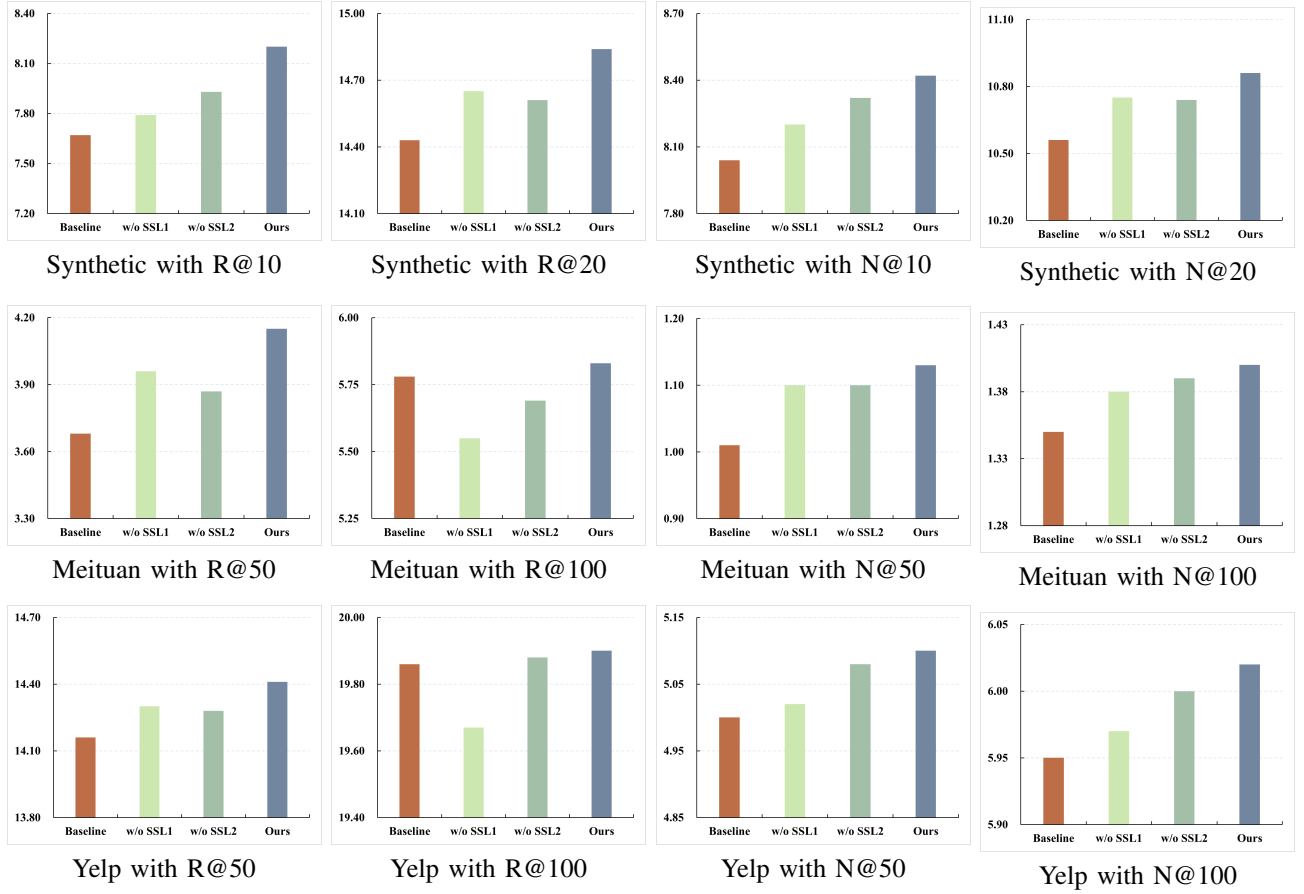 8.40
8.10
7.80
7.50
7.20
Baseline w/o SSL1 w/o SSL2 Ours
Synthetic with R@10
15.00
14.70
14.40
14.10
Baseline w/o SSL1 w/o SSL2 Ours
Synthetic with R@20
8.70
8.40
8.10
7.80
Baseline w/o SSL1 w/o SSL2 Ours
Synthetic with N@10
11.10
10.80
10.50
10.20
Baseline w/o SSL1 w/o SSL2 Ours
Synthetic with N@20
4.20
3.90
3.60
3.30
Baseline w/o SSL1 w/o SSL2 Ours
Meituan with R@50
6.00
5.75
5.50
5.25
Baseline w/o SSL1 w/o SSL2 Ours
Meituan with R@100
1.20
1.10
1.00
0.90
Baseline w/o SSL1 w/o SSL2 Ours
Meituan with N@50
1.43
1.38
1.33
1.28
Baseline w/o SSL1 w/o SSL2 Ours
Meituan with N@100
14.70
14.40
14.10
13.80
Baseline w/o SSL1 w/o SSL2 Ours
Yelp with R@50
20.00
19.80
19.60
19.40
Baseline w/o SSL1 w/o SSL2 Ours
Yelp with R@100
5.15
5.05
4.95
4.85
Baseline w/o SSL1 w/o SSL2 Ours
Yelp with N@50
6.05
6.00
5.95
5.90
Baseline w/o SSL1 w/o SSL2 Ours
Yelp with N@100